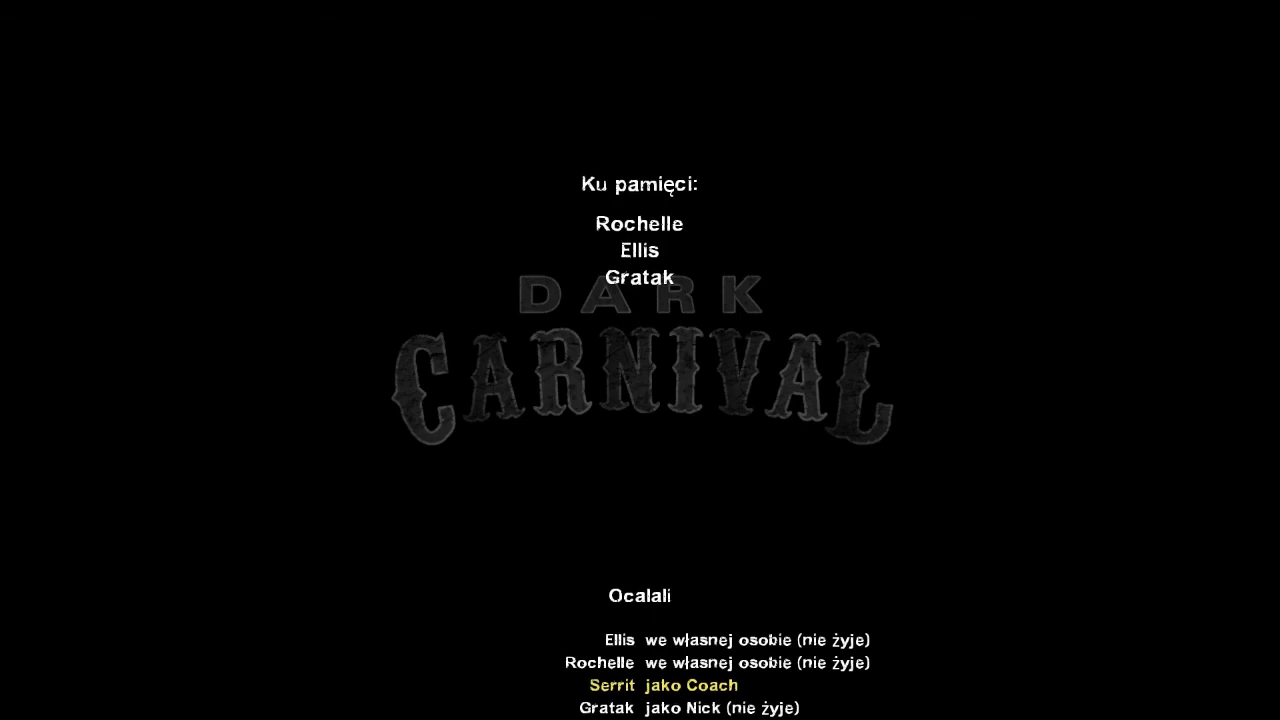 Ku pamięci:
Rochelle
Ellis
Gratak
DARK
CARNIVAL
Ocalali
Ellis we własnej osobie (nie żyje)
Rochelle we własnej osobie (nie żyje)
Serrit jako Coach
Gratak jako Nick (nie żyje)